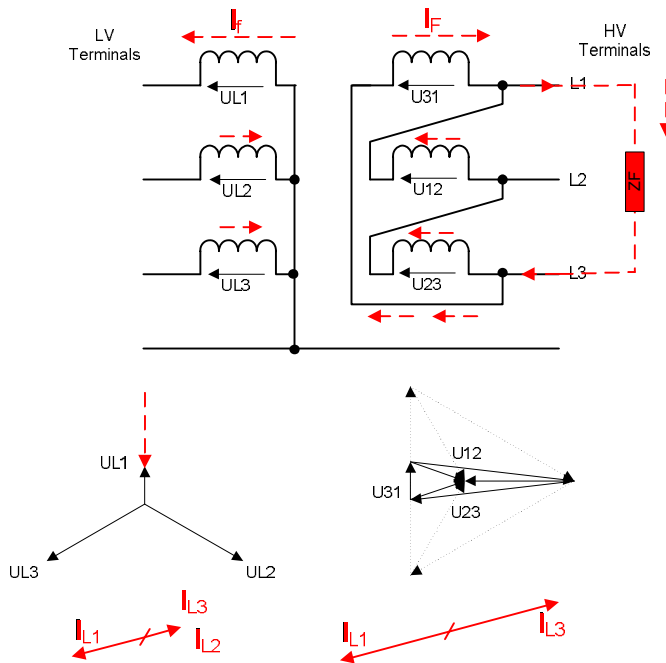 LV
Terminals
If
IF
HV
Terminals
UL1
U31
L1
UL2
U12
L2
ZF
UL3
U23
L3
UL1
UL3
UL2
U12
U31
U23
IL1
IL3
IL2
IL1
IL3